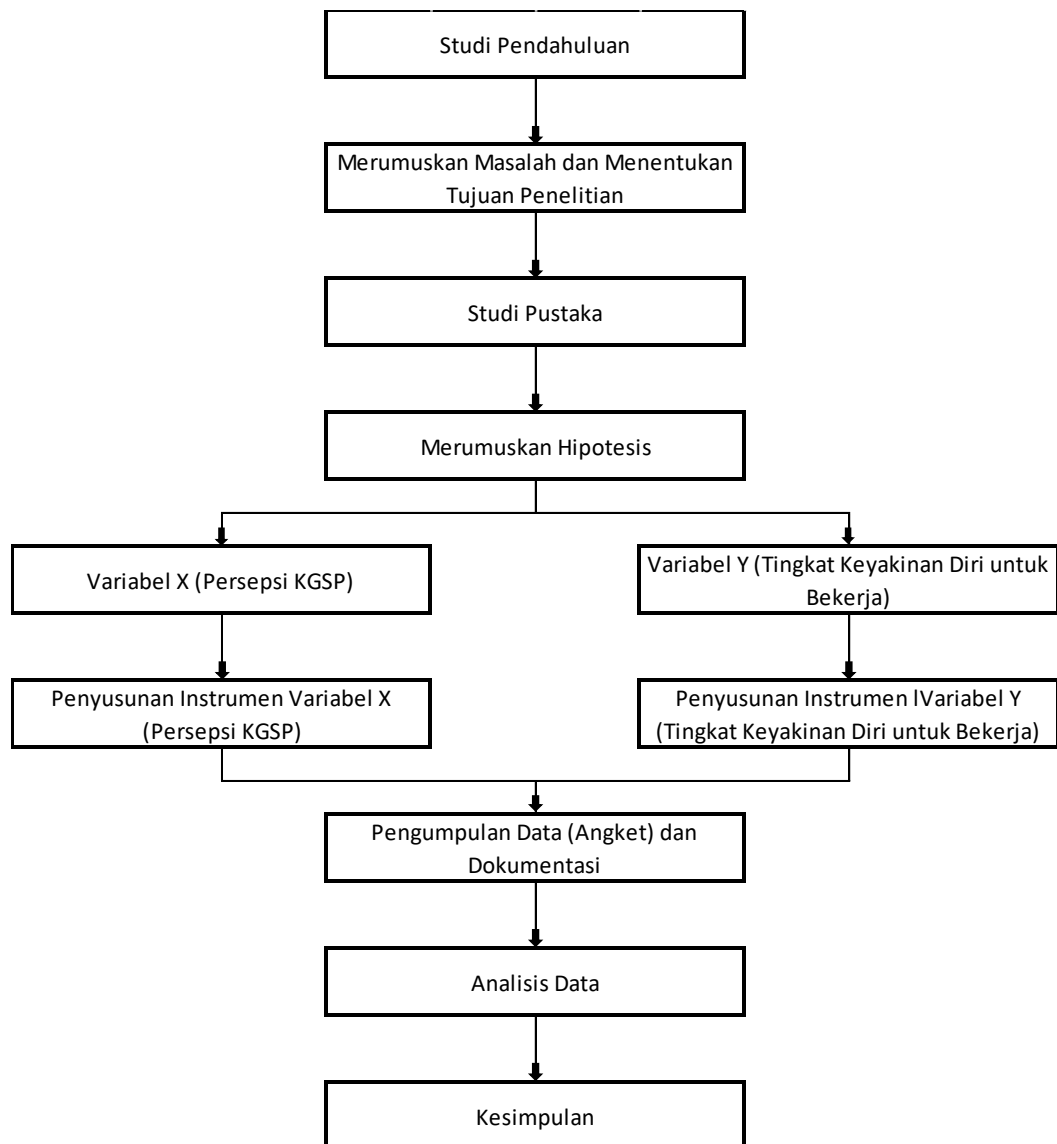 Studi Pendahuluan
Merumuskan Masalah dan Menentukan
Tujuan Penelitian
Studi Pustaka
Merumuskan Hipotesis
Variabel X (Persepsi KGSP)
Variabel Y (Tingkat Keyakinan Diri untuk
Bekerja)
Penyusunan Instrumen Variabel X
(Persepsi KGSP)
Penyusunan Instrumen lVariabel Y
(Tingkat Keyakinan Diri untuk Bekerja)
Pengumpulan Data (Angket) dan
Dokumentasi
Analisis Data
Kesimpulan